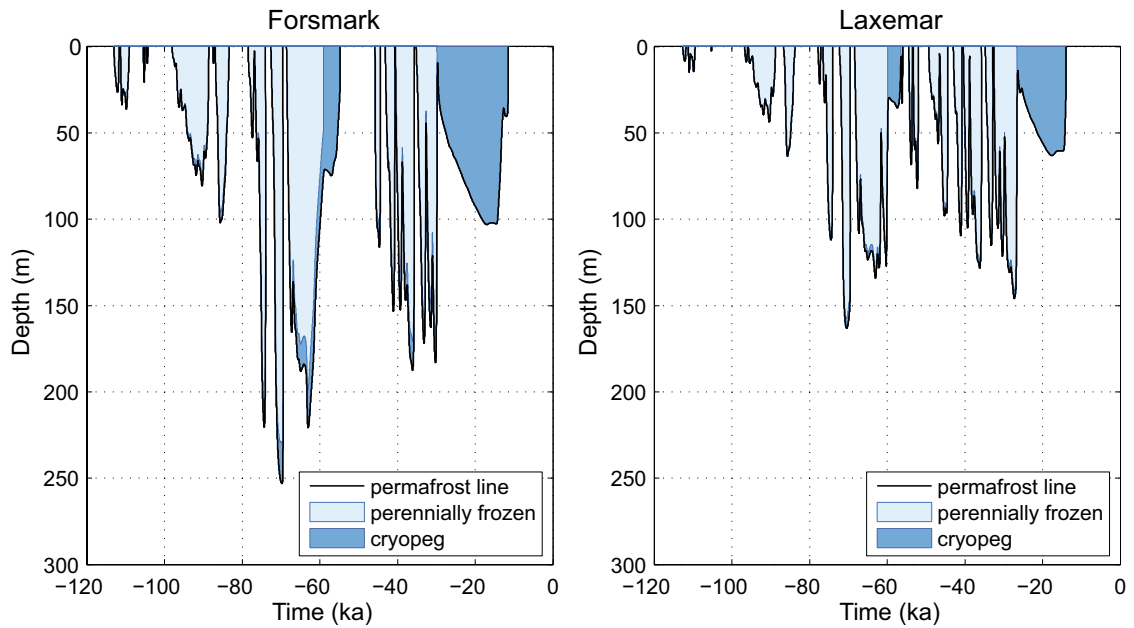 Forsmark
0
50
100
150
200
250
300
Depth (m)
−120
−100
−80
−60
−40
−20
0
Time (ka)
permafrost line
perennially frozen
cryopeg
Laxemar
0
50
100
150
200
250
300
Depth (m)
−120
−100
−80
−60
−40
−20
0
Time (ka)
permafrost line
perennially frozen
cryopeg